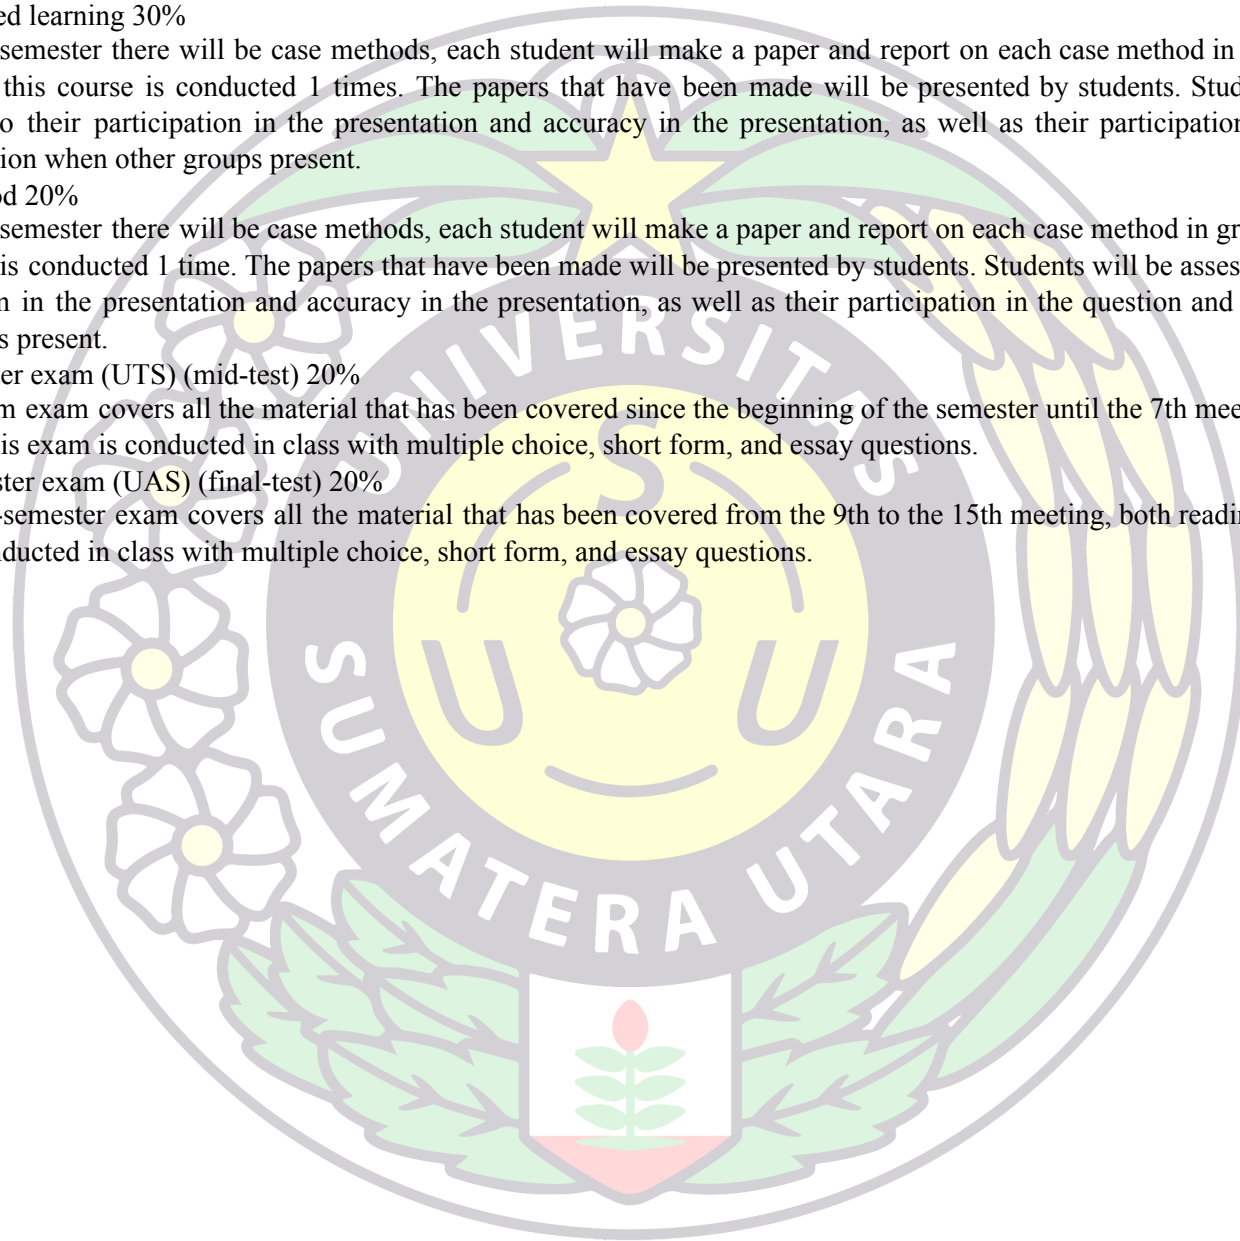 ed learning 30%
semester there will be case methods, each student will make a paper and report on each case method in
this course is conducted 1 times. The papers that have been made will be presented by students. Stud
o their participation in the presentation and accuracy in the presentation, as well as their participation
tion when other groups present.
od 20%
semester there will be case methods, each student will make a paper and report on each case method in gr
is conducted 1 time. The papers that have been made will be presented by students. Students will be asses
n in the presentation and accuracy in the presentation, as well as their participation in the question and
s present.
er exam (UTS) (mid-test) 20%
m exam covers all the material that has been covered since the beginning of the semester until the 7th mee
is exam is conducted in class with multiple choice, short form, and essay questions.
ster exam (UAS) (final-test) 20%
-semester exam covers all the material that has been covered from the 9th to the 15th meeting, both readin
nducted in class with multiple choice, short form, and essay questions.
UNIVERSITAS
S
U U
SUMATERA UTARA